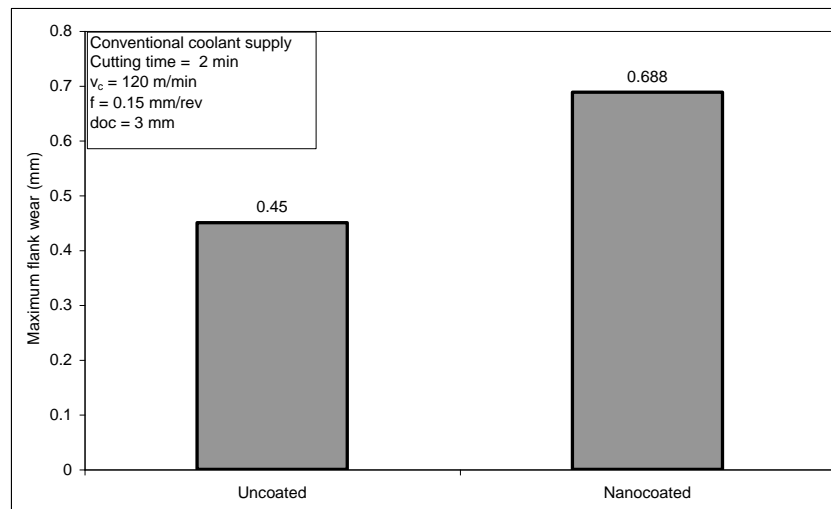 Conventional coolant supply
Cutting time =  2 min
vc = 120 m/min
f = 0.15 mm/rev
doc = 3 mm
Maximum flank wear (mm)
0.8
0.7
0.6
0.5
0.4
0.3
0.2
0.1
0
0.45
0.688
Uncoated
Nanocoated